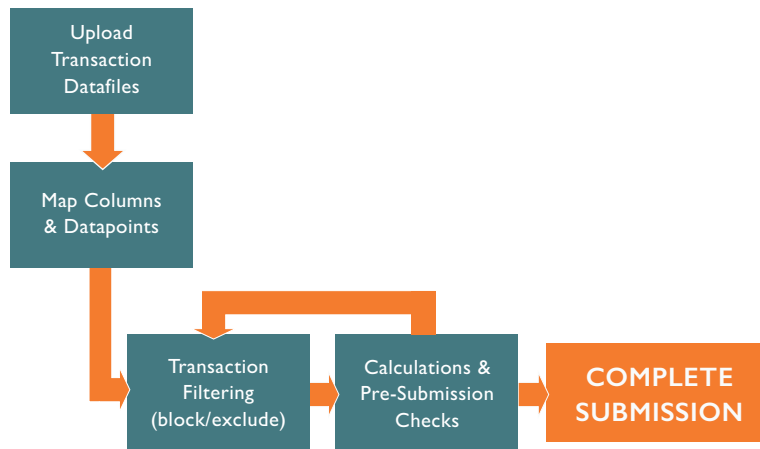 Upload
Transaction
Datafiles
Map Columns
& Datapoints
Transaction
Filtering
(block/exclude)
Calculations &
Pre-Submission
Checks
COMPLETE
SUBMISSION